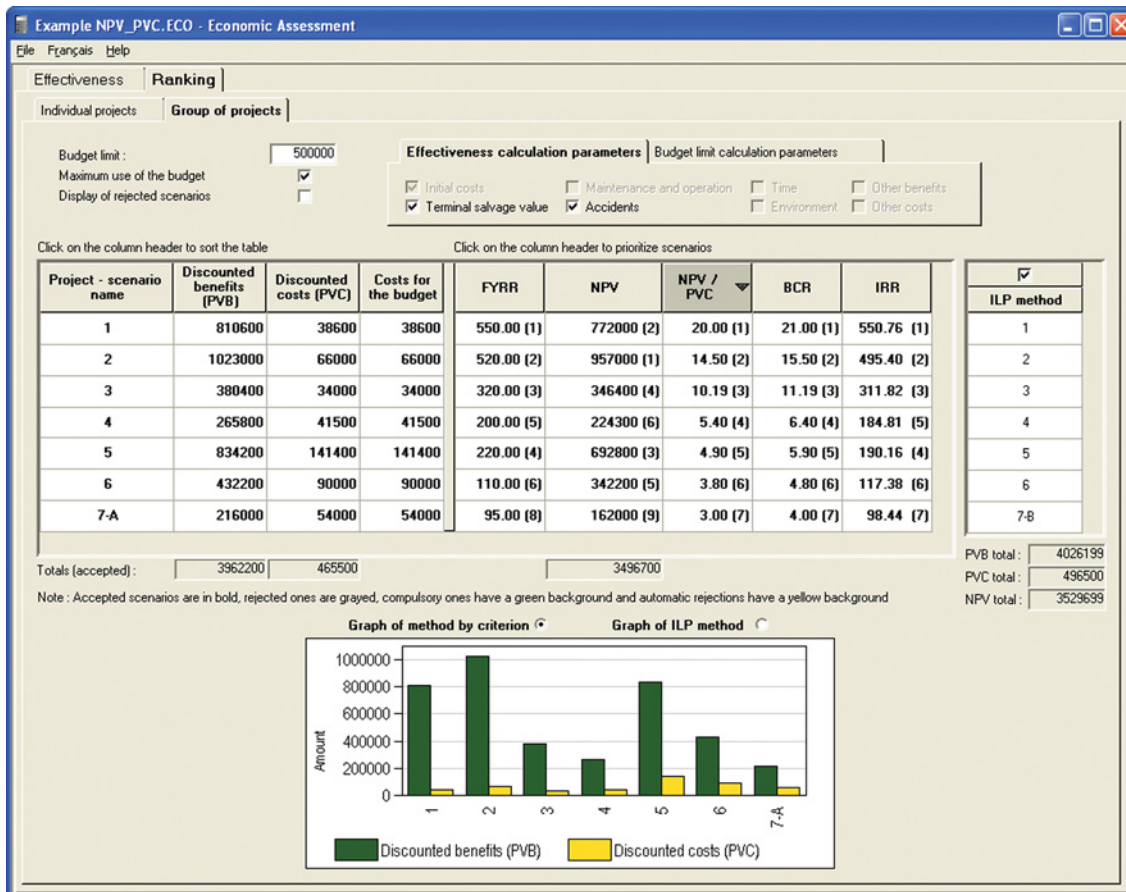 Example NPV_PVC.ECO - Economic Assessment
File Français Help
Effectiveness Ranking
Individual projects Group of projects
Budget limit : 500000
Maximum use of the budget
Display of rejected scenarios
Effectiveness calculation parameters Budget limit calculation parameters
Initial costs Maintenance and operation Time Other benefits
Terminal salvage value Accidents Environment Other costs
Click on the column header to sort the table Click on the column header to prioritize scenarios
Project - scenario name Discounted benefits (PVB) Discounted costs (PVC) Costs for the budget FYRR NPV NPV / PVC BCR IRR ILP method
1 810600 38600 38600 550.00 (1) 772000 (2) 20.00 (1) 21.00 (1) 550.76 (1) 1
2 1023000 66000 66000 520.00 (2) 957000 (1) 14.50 (2) 15.50 (2) 495.40 (2) 2
3 380400 34000 34000 320.00 (3) 346400 (4) 10.19 (3) 11.19 (3) 311.82 (3) 3
4 265800 41500 41500 200.00 (5) 224300 (6) 5.40 (4) 6.40 (4) 184.81 (5) 4
5 834200 141400 141400 220.00 (4) 692800 (3) 4.90 (5) 5.90 (5) 190.16 (4) 5
6 432200 90000 90000 110.00 (6) 342200 (5) 3.80 (6) 4.80 (6) 117.38 (6) 6
7-A 216000 54000 54000 95.00 (8) 162000 (9) 3.00 (7) 4.00 (7) 98.44 (7) 7-B
Totals (accepted) : 3962200 465500 3496700
PVB total : 4026199
PVC total : 496500
NPV total : 3529699
Note : Accepted scenarios are in bold, rejected ones are grayed, compulsory ones have a green background and automatic rejections have a yellow background
Graph of method by criterion Graph of ILP method
Amount
1000000
800000
600000
400000
200000
0
1 2 3 4 5 6 7-A
Discounted benefits (PVB) Discounted costs (PVC)